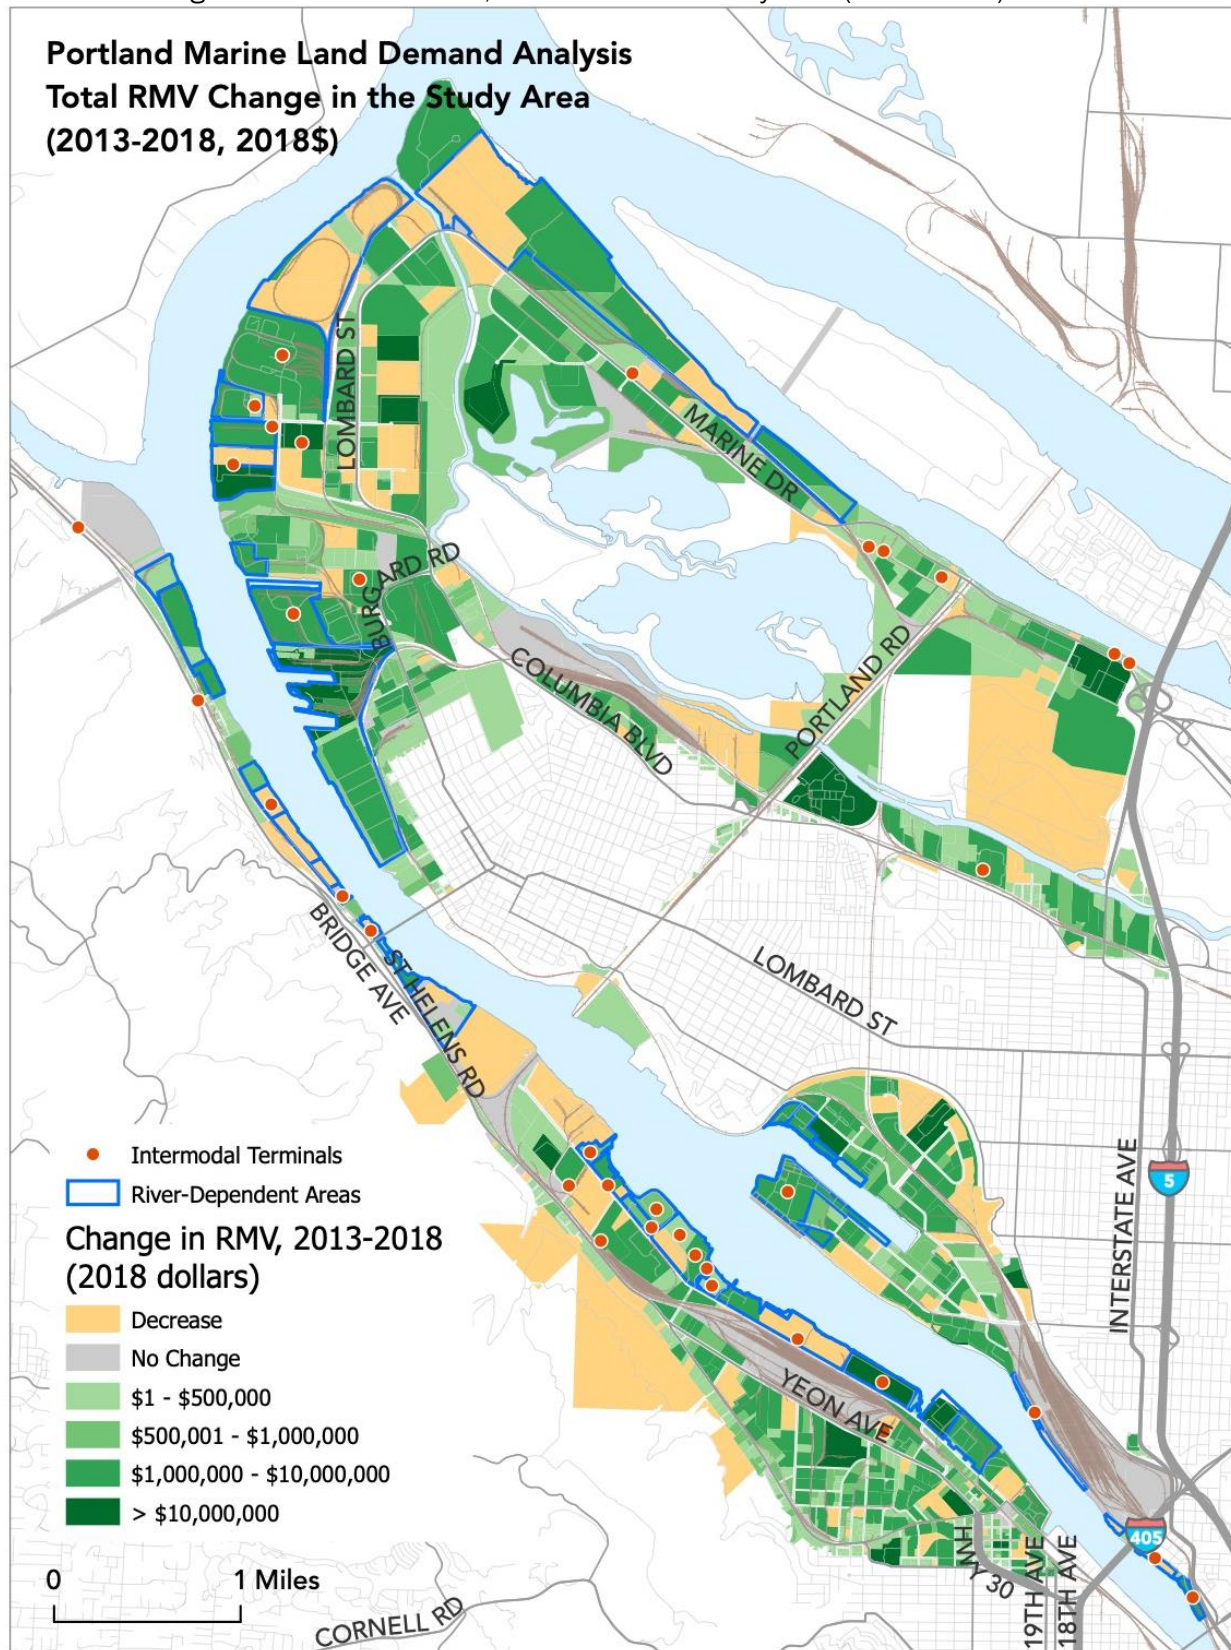 Portland Marine Land Demand Analysis
Total RMV Change in the Study Area
(2013-2018, 2018$)
LOMBARD ST
MARINE DR
BURGARD RD
COLUMBIA BLVD
PORTLAND RD
BRIDGE AVE
ST HELENS RD
LOMBARD ST
INTERSTATE AVE
5
YEON AVE
405
HWY 30
19TH AVE
18TH AVE
Intermodal Terminals
River-Dependent Areas
Change in RMV, 2013-2018
(2018 dollars)
Decrease
No Change
$1 - $500,000
$500,001 - $1,000,000
$1,000,000 - $10,000,000
> $10,000,000
0 1 Miles
CORNELL RD